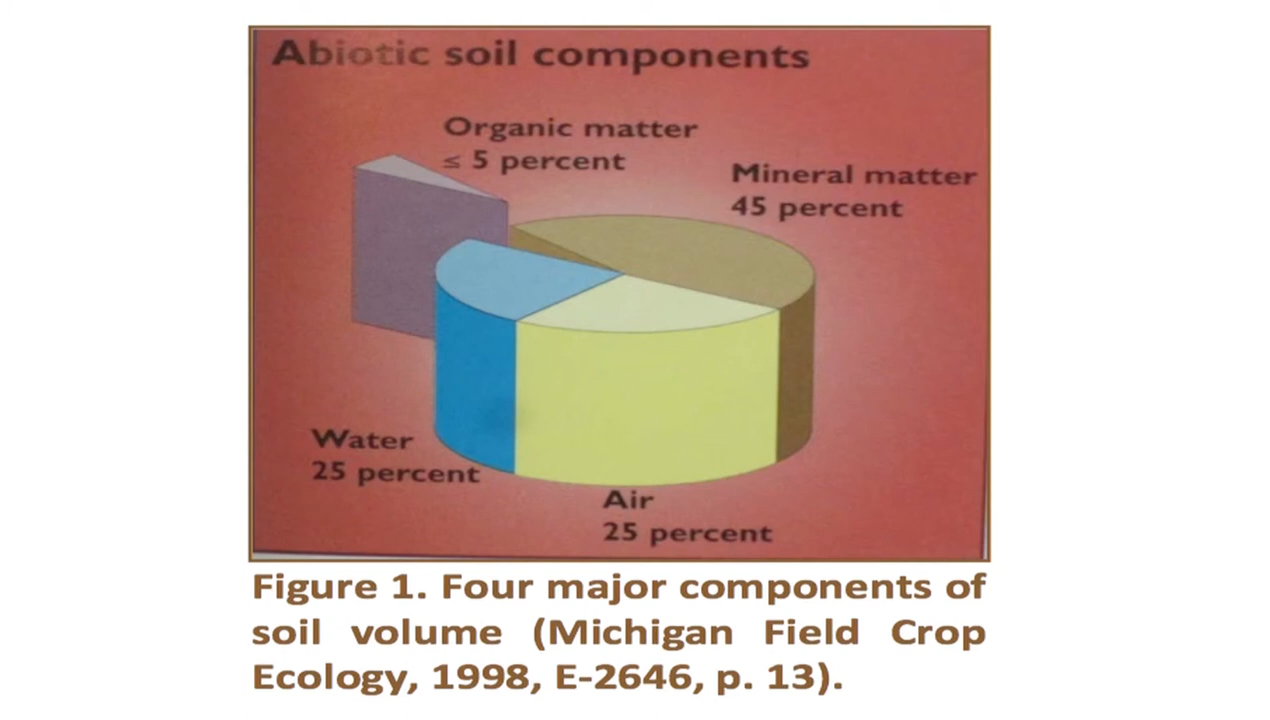 Abiotic soil components
Organic matter
≤ 5 percent
Mineral matter
45 percent
Water
25 percent
Air
25 percent
Figure 1. Four major components of
soil volume (Michigan Field Crop
Ecology, 1998, E-2646, p. 13).